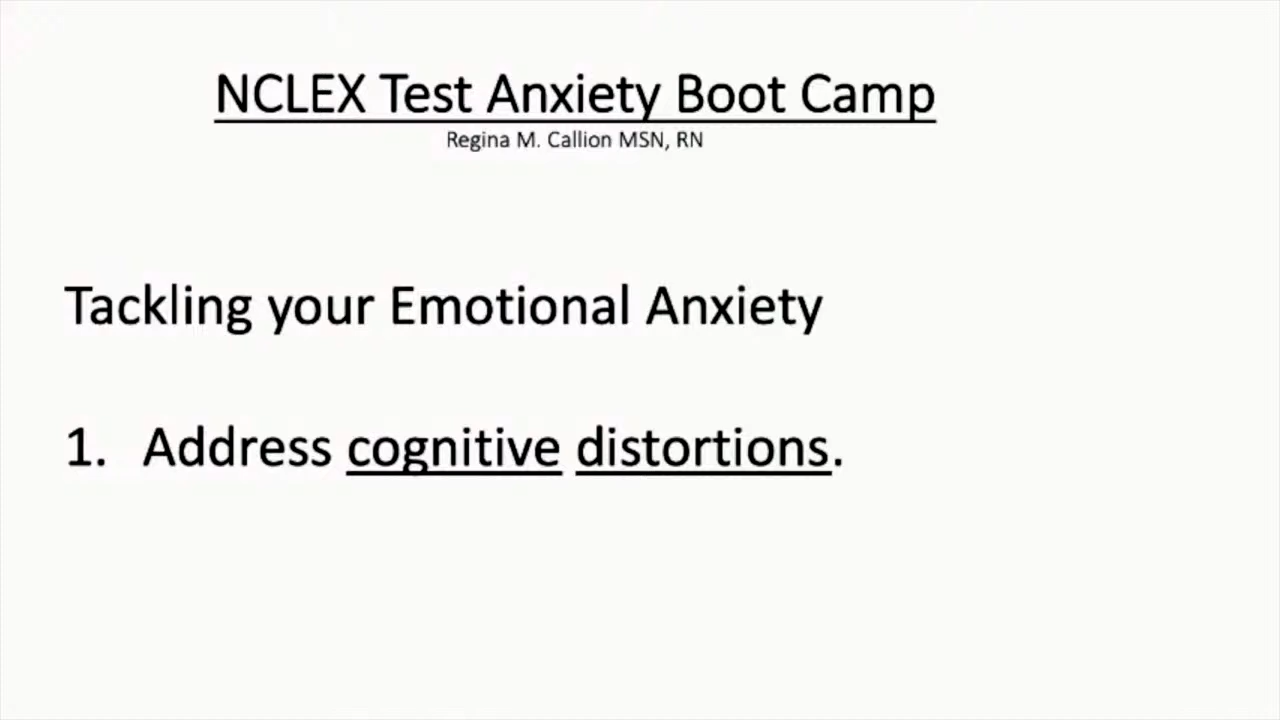 NCLEX Test Anxiety Boot Camp
Regina M. Callion MSN, RN
Tackling your Emotional Anxiety
1. Address cognitive distortions.